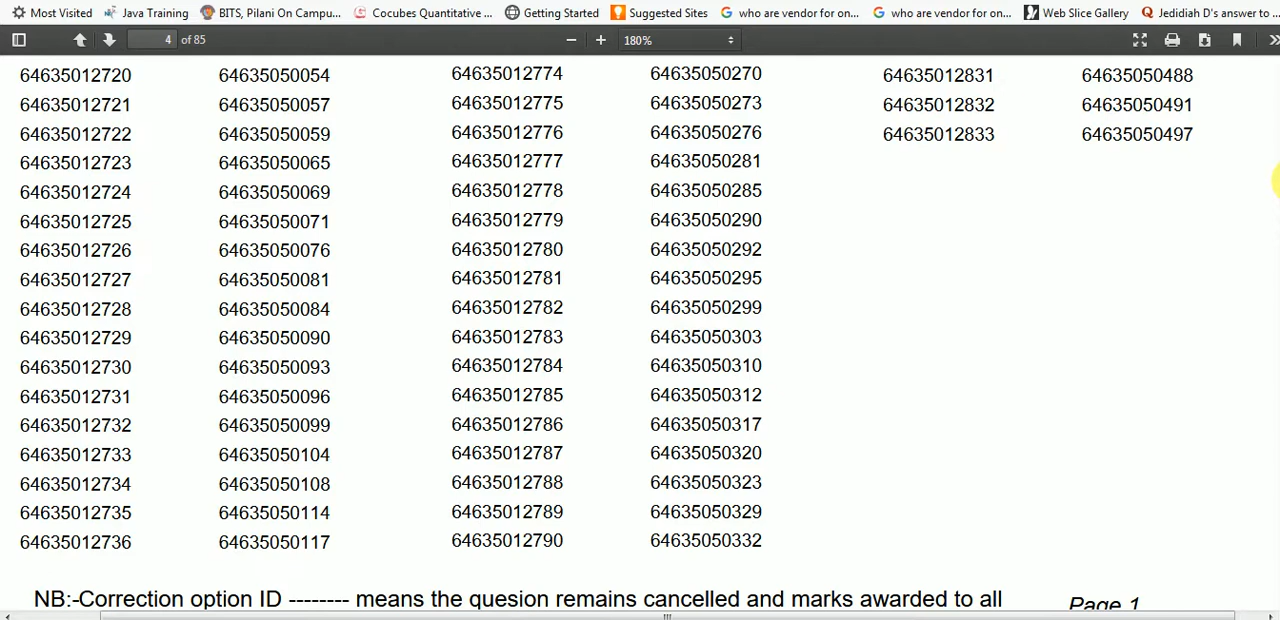 Most Visited Java Training BITS, Pilani On Campu... Cocubes Quantitative ... Getting Started Suggested Sites who are vendor for on... who are vendor for on... Web Slice Gallery Jedidiah D's answer to ...
4 of 85 180%
64635012720 64635050054 64635012774 64635050270 64635012831 64635050488
64635012721 64635050057 64635012775 64635050273 64635012832 64635050491
64635012722 64635050059 64635012776 64635050276 64635012833 64635050497
64635012723 64635050065 64635012777 64635050281
64635012724 64635050069 64635012778 64635050285
64635012725 64635050071 64635012779 64635050290
64635012726 64635050076 64635012780 64635050292
64635012727 64635050081 64635012781 64635050295
64635012728 64635050084 64635012782 64635050299
64635012729 64635050090 64635012783 64635050303
64635012730 64635050093 64635012784 64635050310
64635012731 64635050096 64635012785 64635050312
64635012732 64635050099 64635012786 64635050317
64635012733 64635050104 64635012787 64635050320
64635012734 64635050108 64635012788 64635050323
64635012735 64635050114 64635012789 64635050329
64635012736 64635050117 64635012790 64635050332
NB:-Correction option ID -------- means the quesion remains cancelled and marks awarded to all Page 1